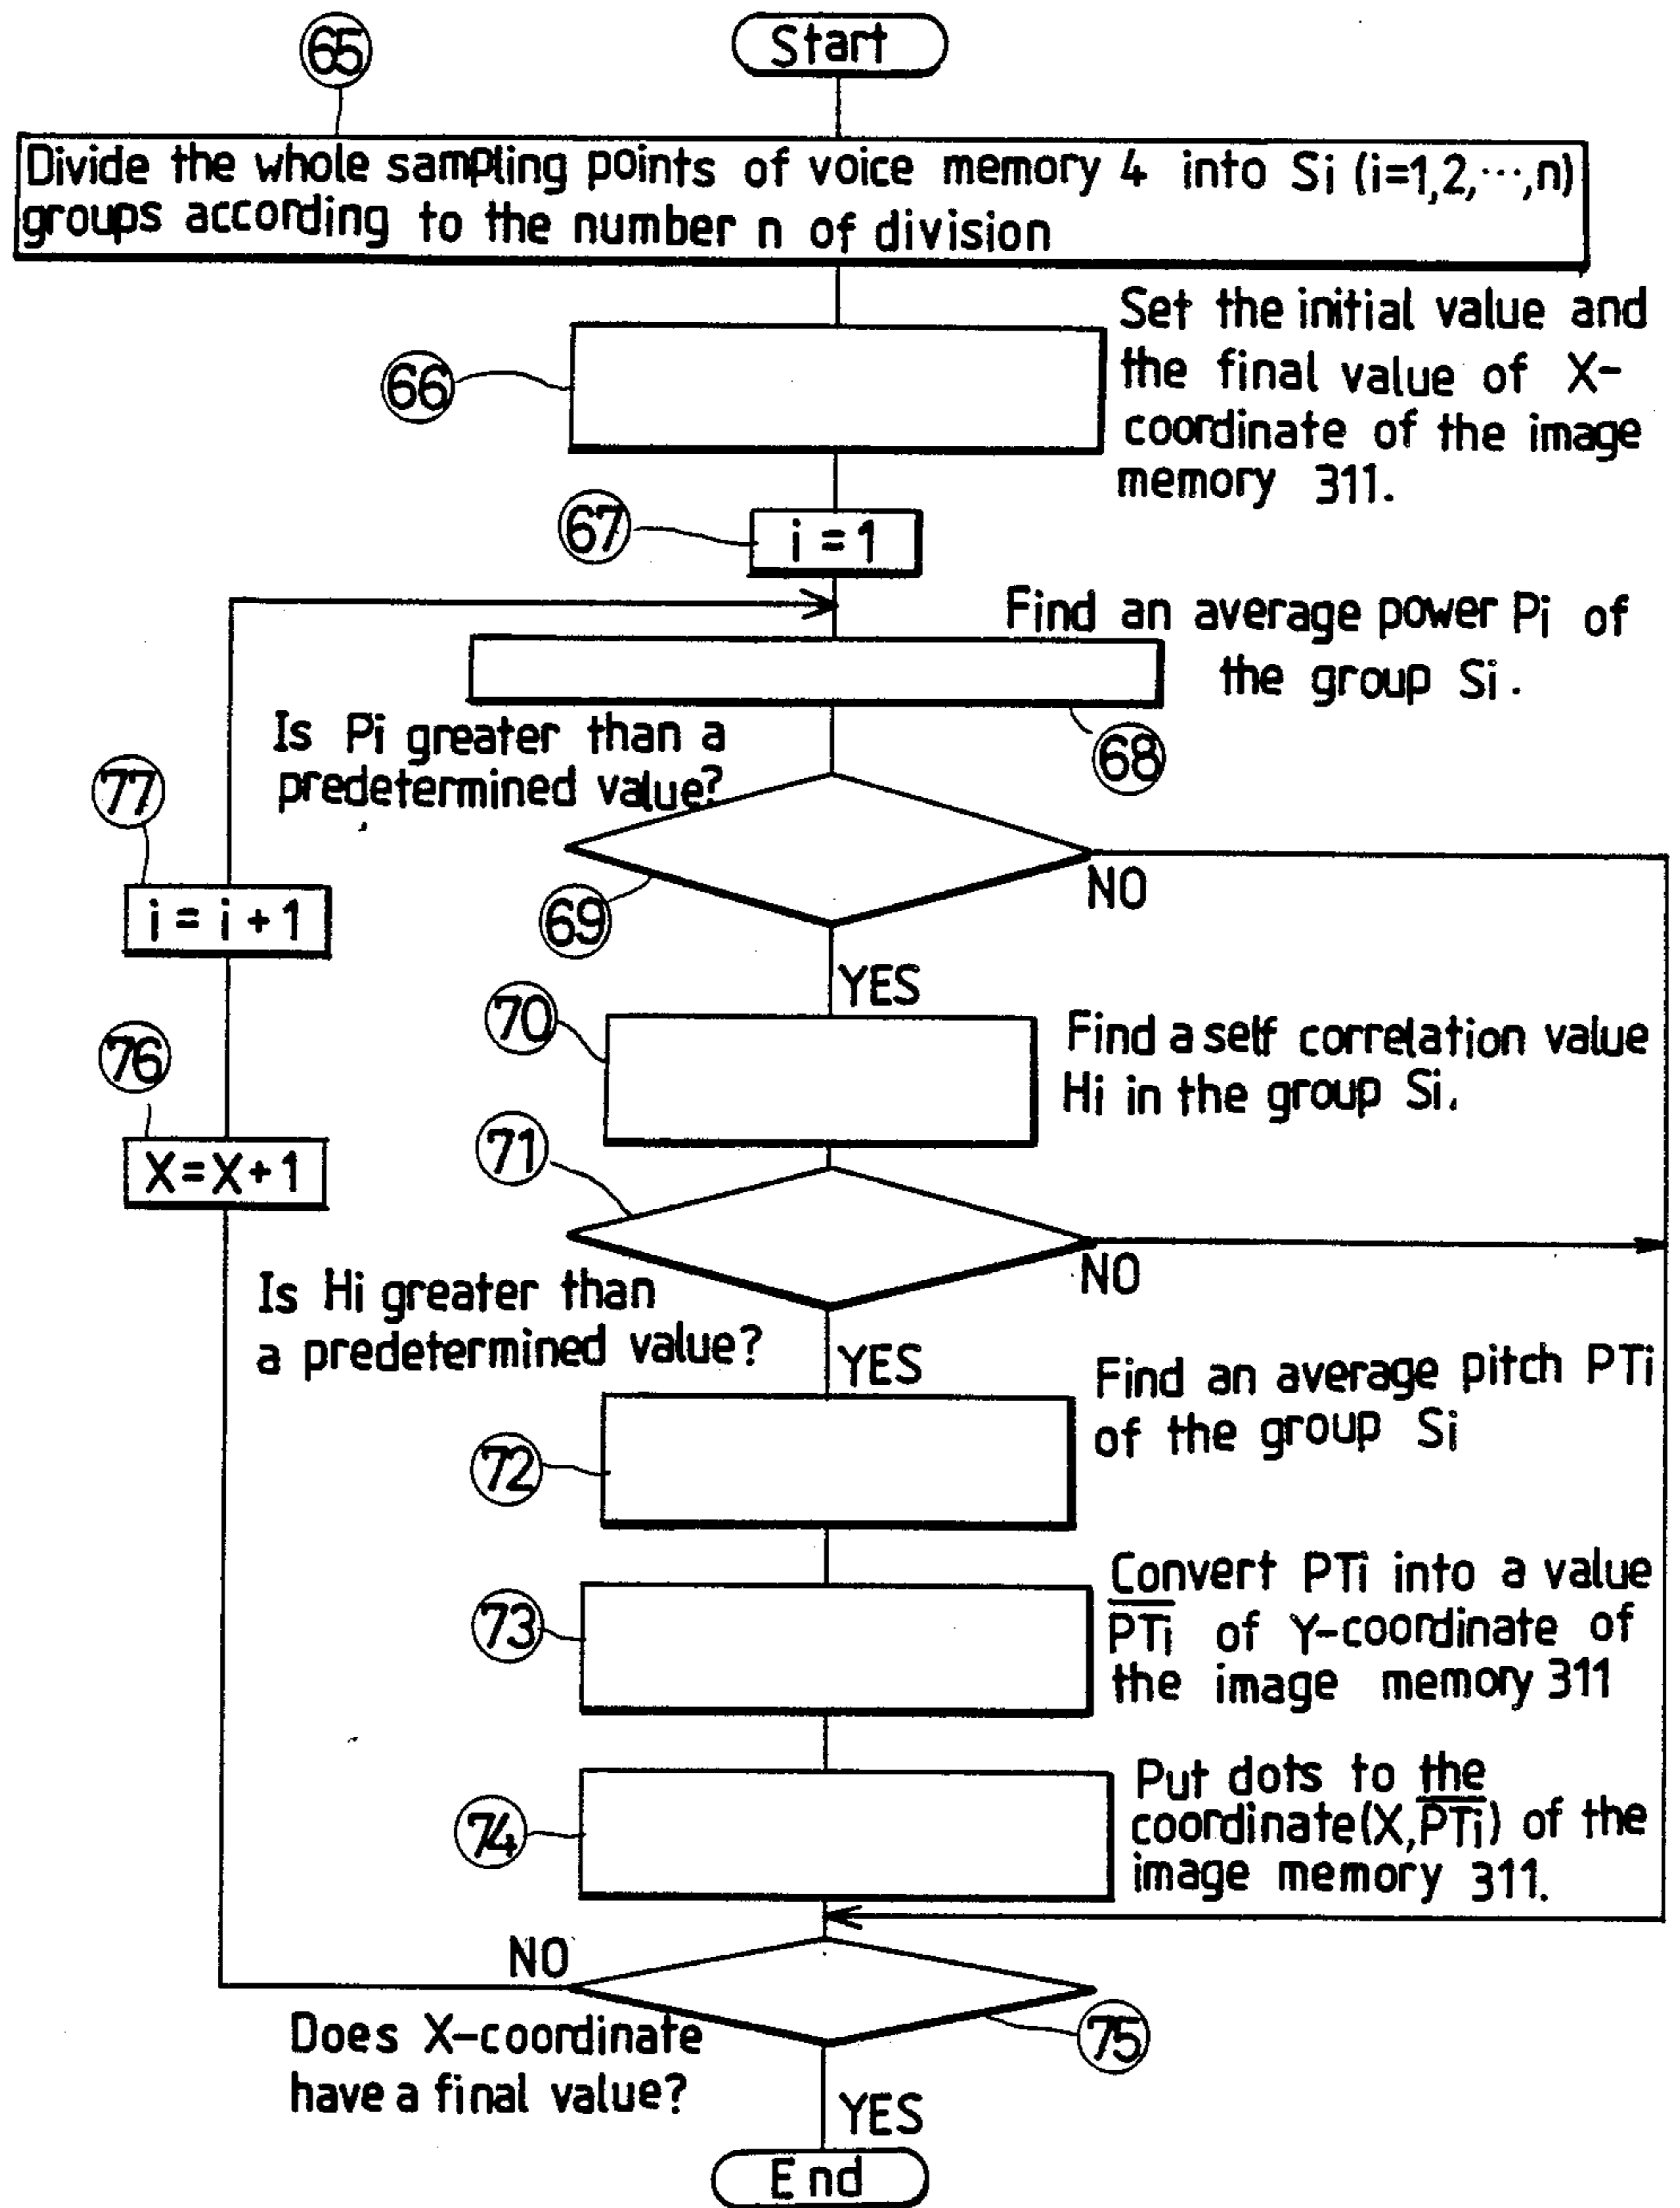 Start
65
Divide the whole sampling points of voice memory 4 into Si (i=1,2,⋯,n)
groups according to the number n of division
66
Set the initial value and
the final value of X-
coordinate of the image
memory 311.
67
i = 1
Find an average power Pi of
the group Si.
68
Is Pi greater than a
predetermined value?
69
NO
YES
77
i = i + 1
76
X=X+1
70
Find a self correlation value
Hi in the group Si.
71
NO
Is Hi greater than
a predetermined value?
YES
72
Find an average pitch PTi
of the group Si
73
Convert PTi into a value
P̅T̅i̅ of Y-coordinate of
the image memory 311
74
Put dots to the
coordinate(X,P̅T̅i̅) of the
image memory 311.
NO
75
Does X-coordinate
have a final value?
YES
End